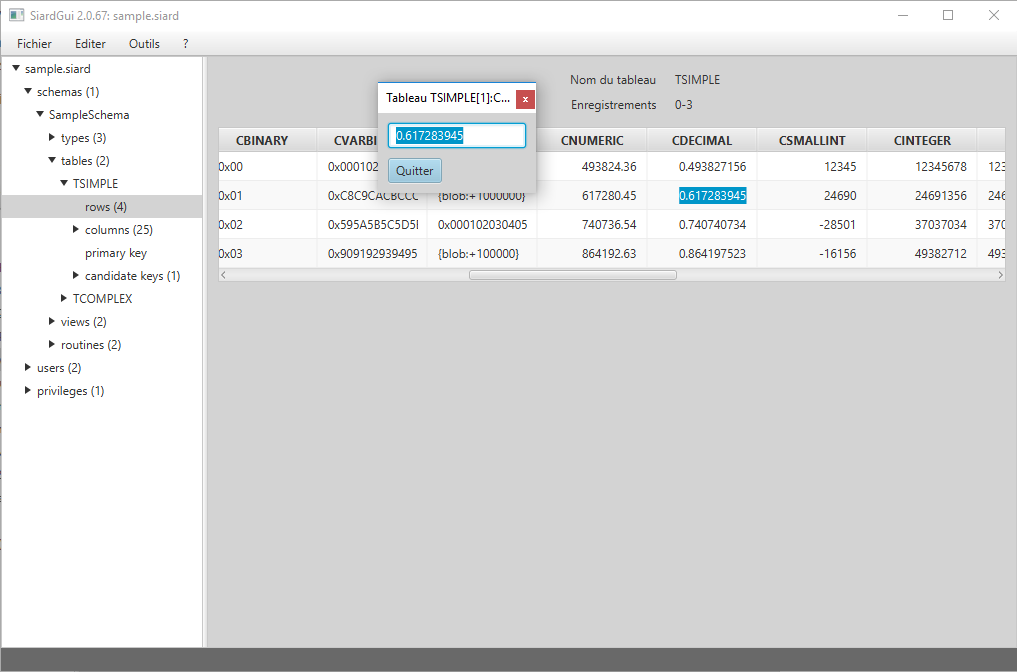 SiardGui 2.0.67: sample.siard
Fichier Editer Outils ?
sample.siard
schemas (1)
SampleSchema
types (3)
tables (2)
TSIMPLE
rows (4)
columns (25)
primary key
candidate keys (1)
TCOMPLEX
views (2)
routines (2)
users (2)
privileges (1)
Nom du tableau TSIMPLE
Enregistrements 0-3
Tableau TSIMPLE[1]:C... x
0.617283945
Quitter
CBINARY CVARBI CNUMERIC CDECIMAL CSMALLINT CINTEGER
0x00 0x000102 493824.36 0.493827156 12345 12345678 123
0x01 0xC8C9CACBCCC {blob:+1000000} 617280.45 0.617283945 24690 24691356 246
0x02 0x595A5B5C5D5I 0x000102030405 740736.54 0.740740734 -28501 37037034 370
0x03 0x909192939495 {blob:+100000} 864192.63 0.864197523 -16156 49382712 493